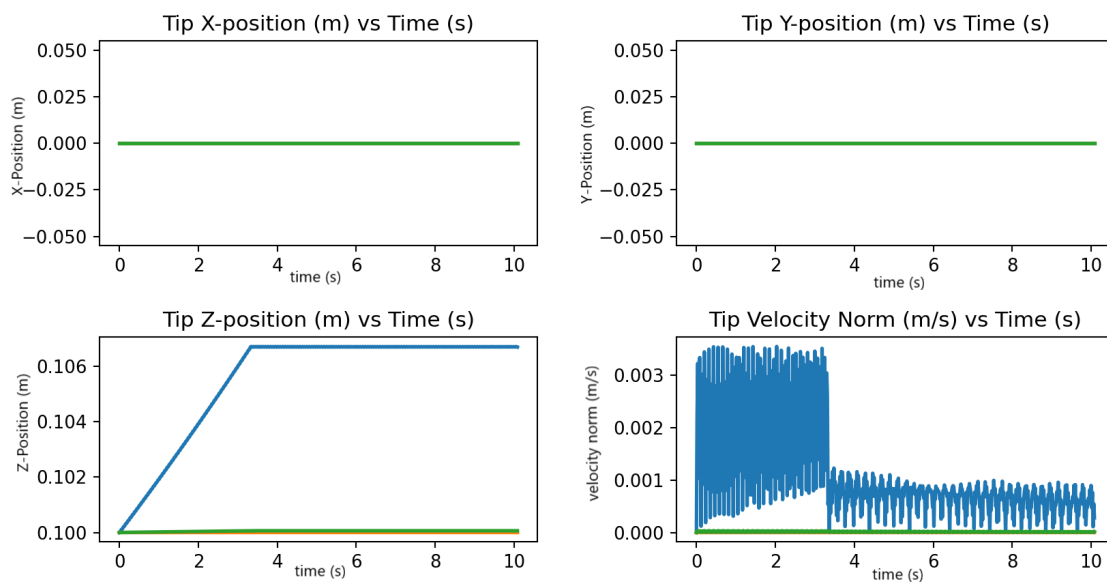 Tip X-position (m) vs Time (s)
X-Position (m)
0.050
0.025
0.000
−0.025
−0.050
0 2 4 6 8 10
time (s)
Tip Y-position (m) vs Time (s)
Y-Position (m)
0.050
0.025
0.000
−0.025
−0.050
0 2 4 6 8 10
time (s)
Tip Z-position (m) vs Time (s)
Z-Position (m)
0.106
0.104
0.102
0.100
0 2 4 6 8 10
time (s)
Tip Velocity Norm (m/s) vs Time (s)
velocity norm (m/s)
0.003
0.002
0.001
0.000
0 2 4 6 8 10
time (s)